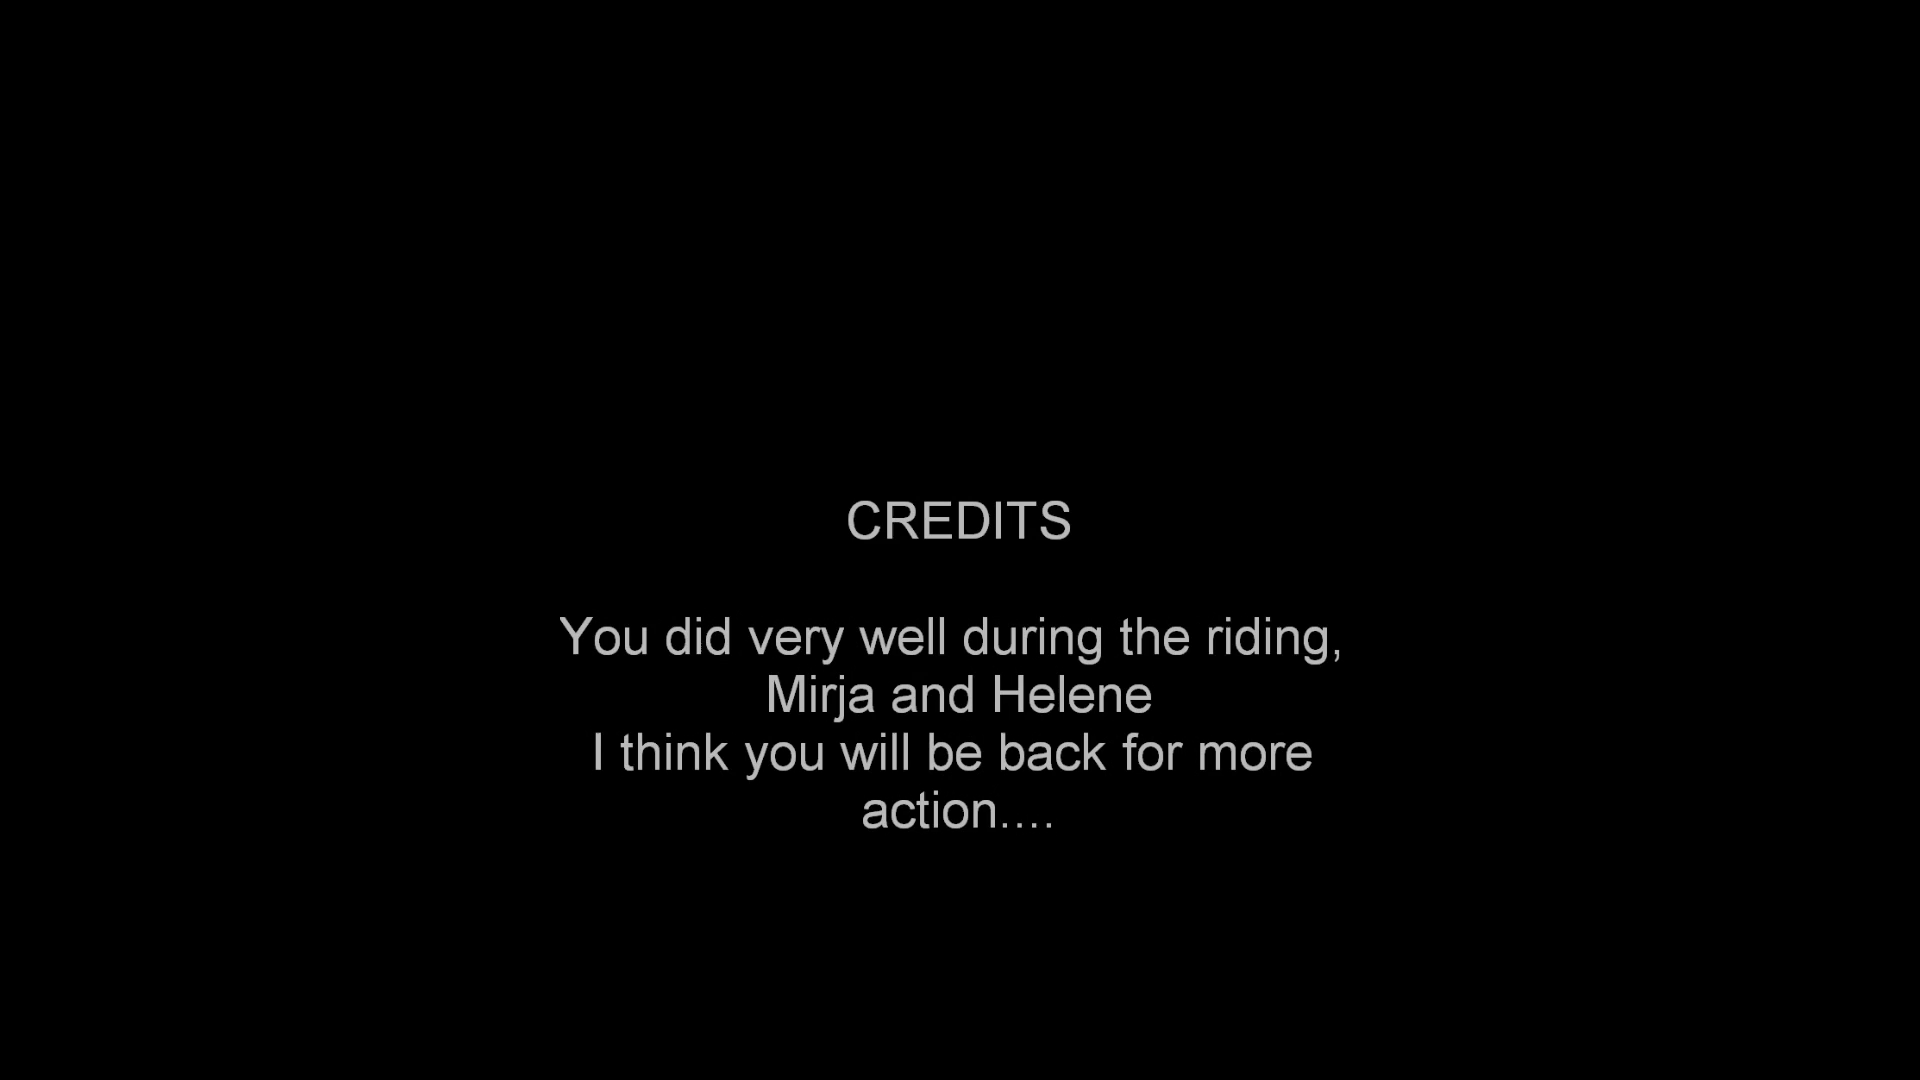 CREDITS
You did very well during the riding,
Mirja and Helene
I think you will be back for more
action....